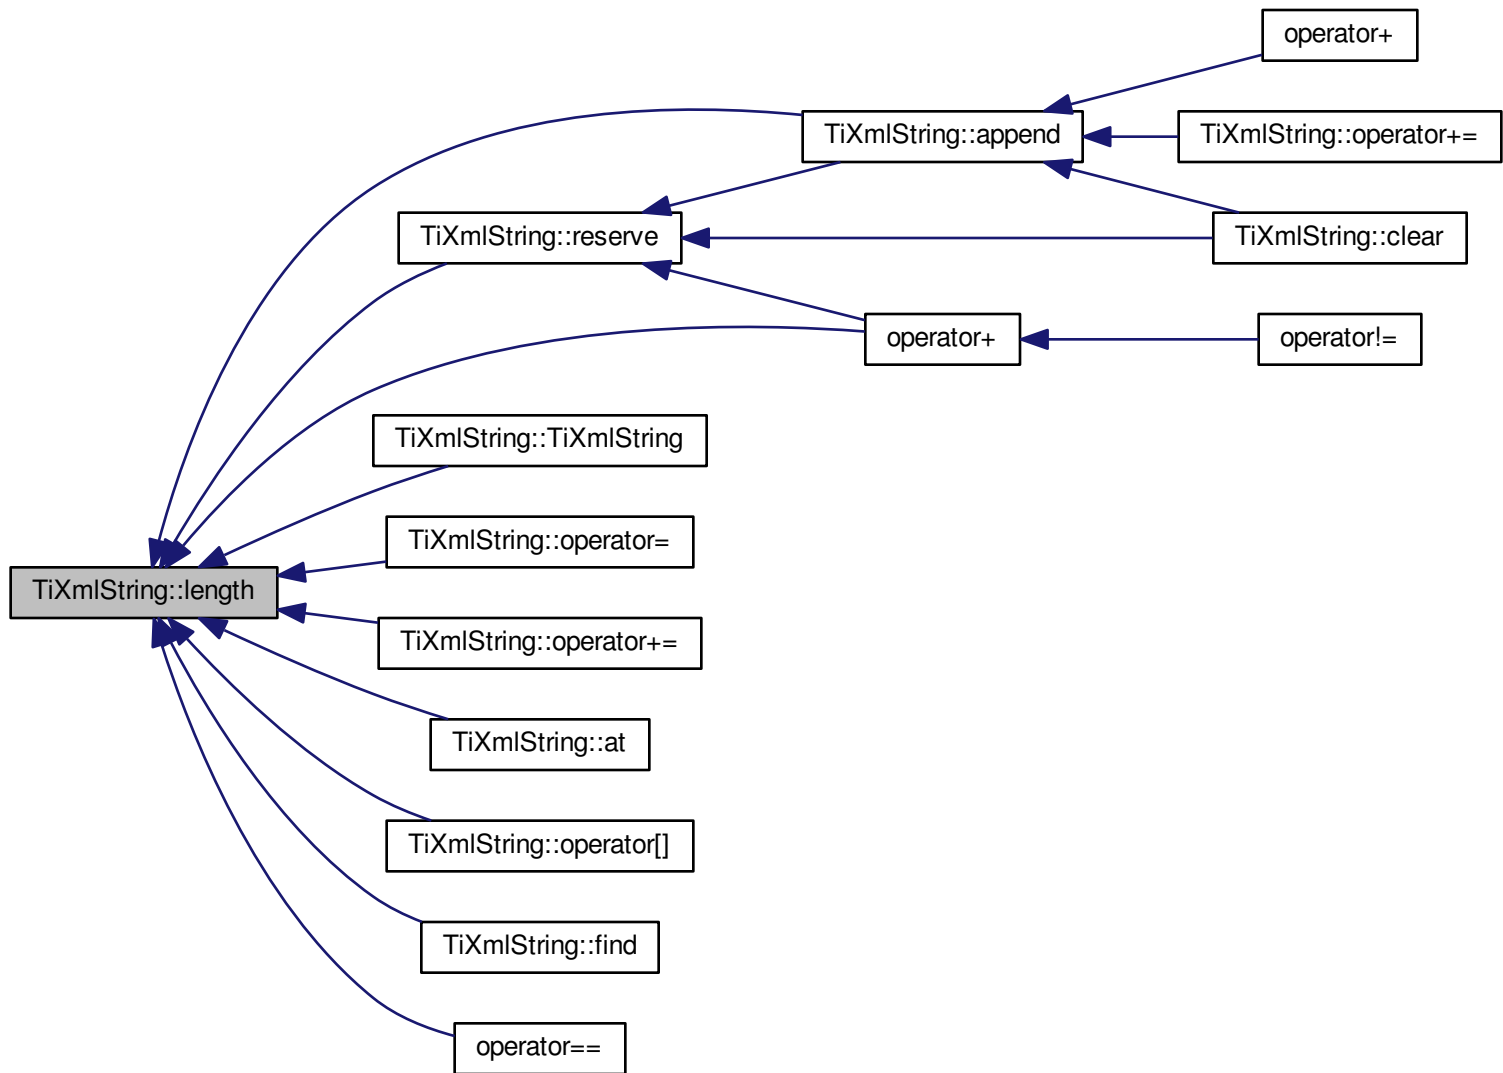 operator+
TiXmlString::append
TiXmlString::operator+=
TiXmlString::reserve
TiXmlString::clear
operator+
operator!=
TiXmlString::TiXmlString
TiXmlString::operator=
TiXmlString::length
TiXmlString::operator+=
TiXmlString::at
TiXmlString::operator[]
TiXmlString::find
operator==